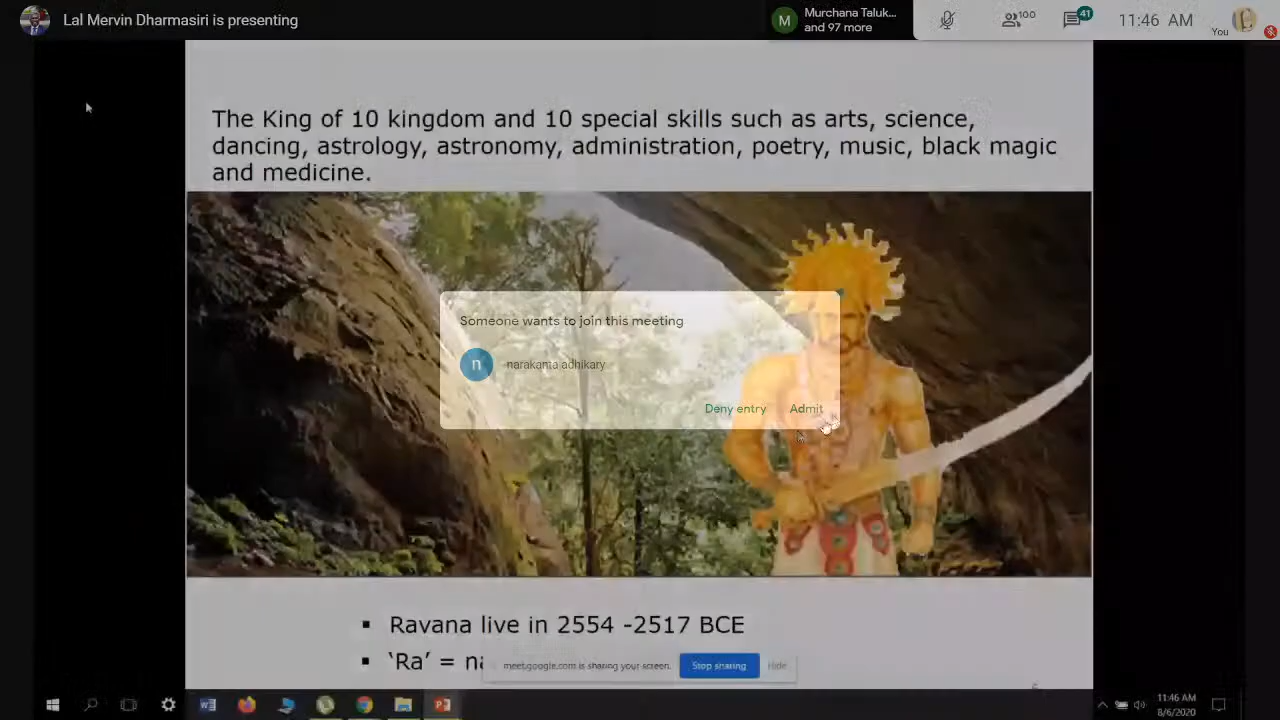 Lal Mervin Dharmasiri is presenting
M
Murchana Taluk...
and 97 more
100
41
11:46 AM
You
The King of 10 kingdom and 10 special skills such as arts, science,
dancing, astrology, astronomy, administration, poetry, music, black magic
and medicine.
Someone wants to join this meeting
n
narakanta adhikary
Deny entry
Admit
▪ Ravana live in 2554 -2517 BCE
▪ ‘Ra’ = na
meet.google.com is sharing your screen.
Stop sharing
Hide
11:46 AM
8/6/2020